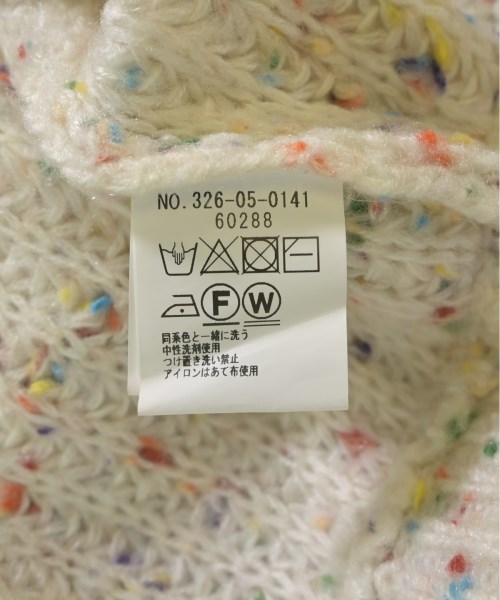 NO. 326-05-0141
60288
F W
同系色と一緒に洗う
中性洗剤使用
つけ置き洗い禁止
アイロンはあて布使用